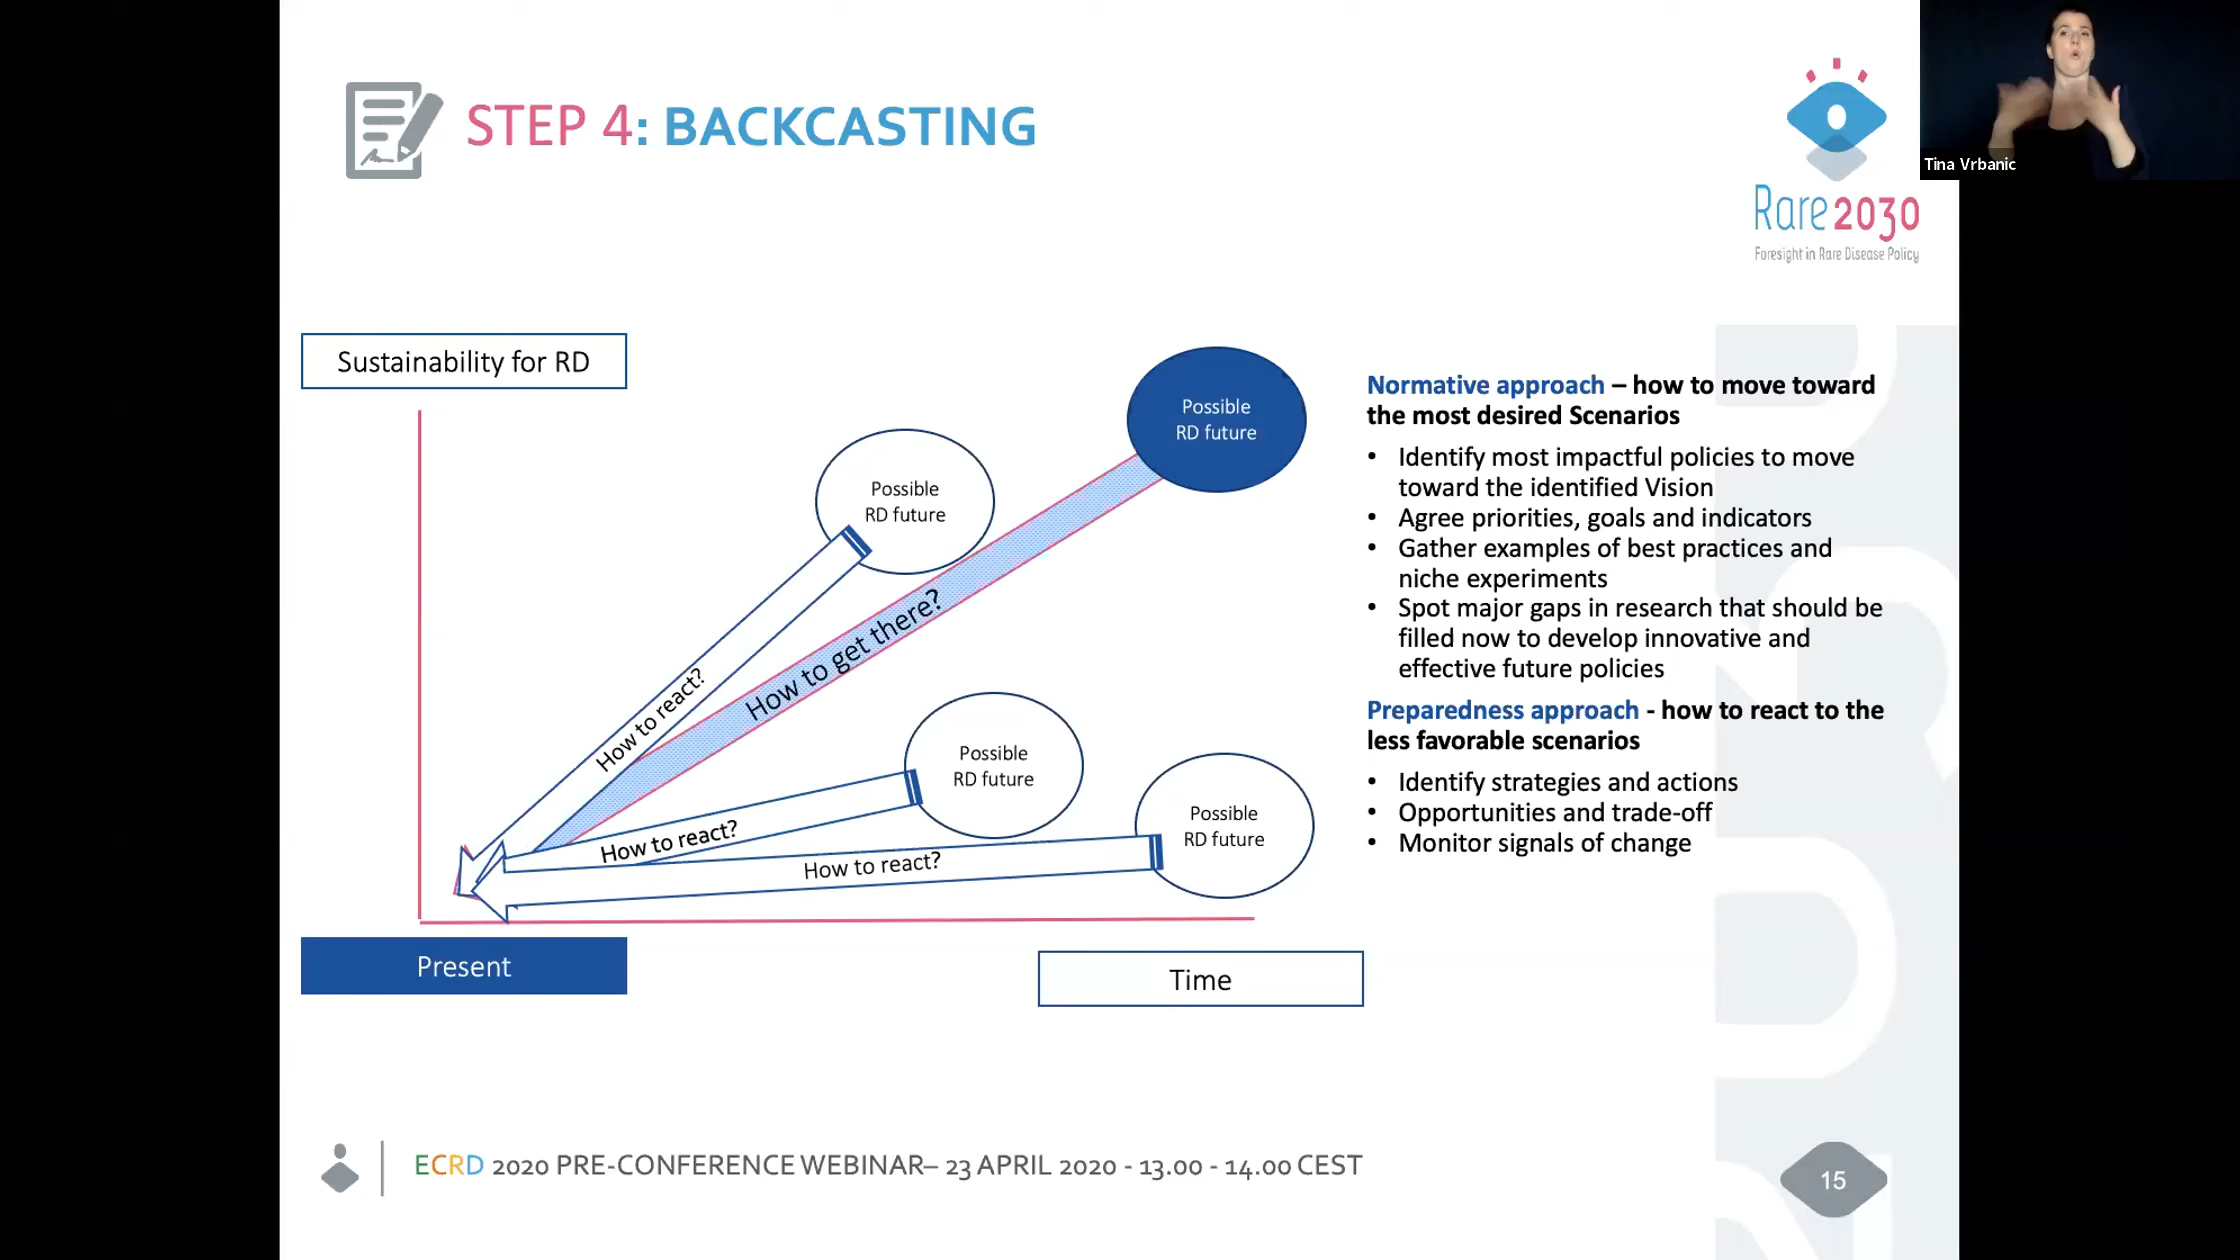 STEP 4: BACKCASTING
Tina Vrbanic
Rare2030
Foresight in Rare Disease Policy
Sustainability for RD
Possible
RD future
Possible
RD future
How to get there?
How to react?
Possible
RD future
How to react?
Possible
RD future
How to react?
Present
Time
Normative approach – how to move toward
the most desired Scenarios
• Identify most impactful policies to move
toward the identified Vision
• Agree priorities, goals and indicators
• Gather examples of best practices and
niche experiments
• Spot major gaps in research that should be
filled now to develop innovative and
effective future policies
Preparedness approach - how to react to the
less favorable scenarios
• Identify strategies and actions
• Opportunities and trade-off
• Monitor signals of change
ECRD 2020 PRE-CONFERENCE WEBINAR– 23 APRIL 2020 - 13.00 - 14.00 CEST
15